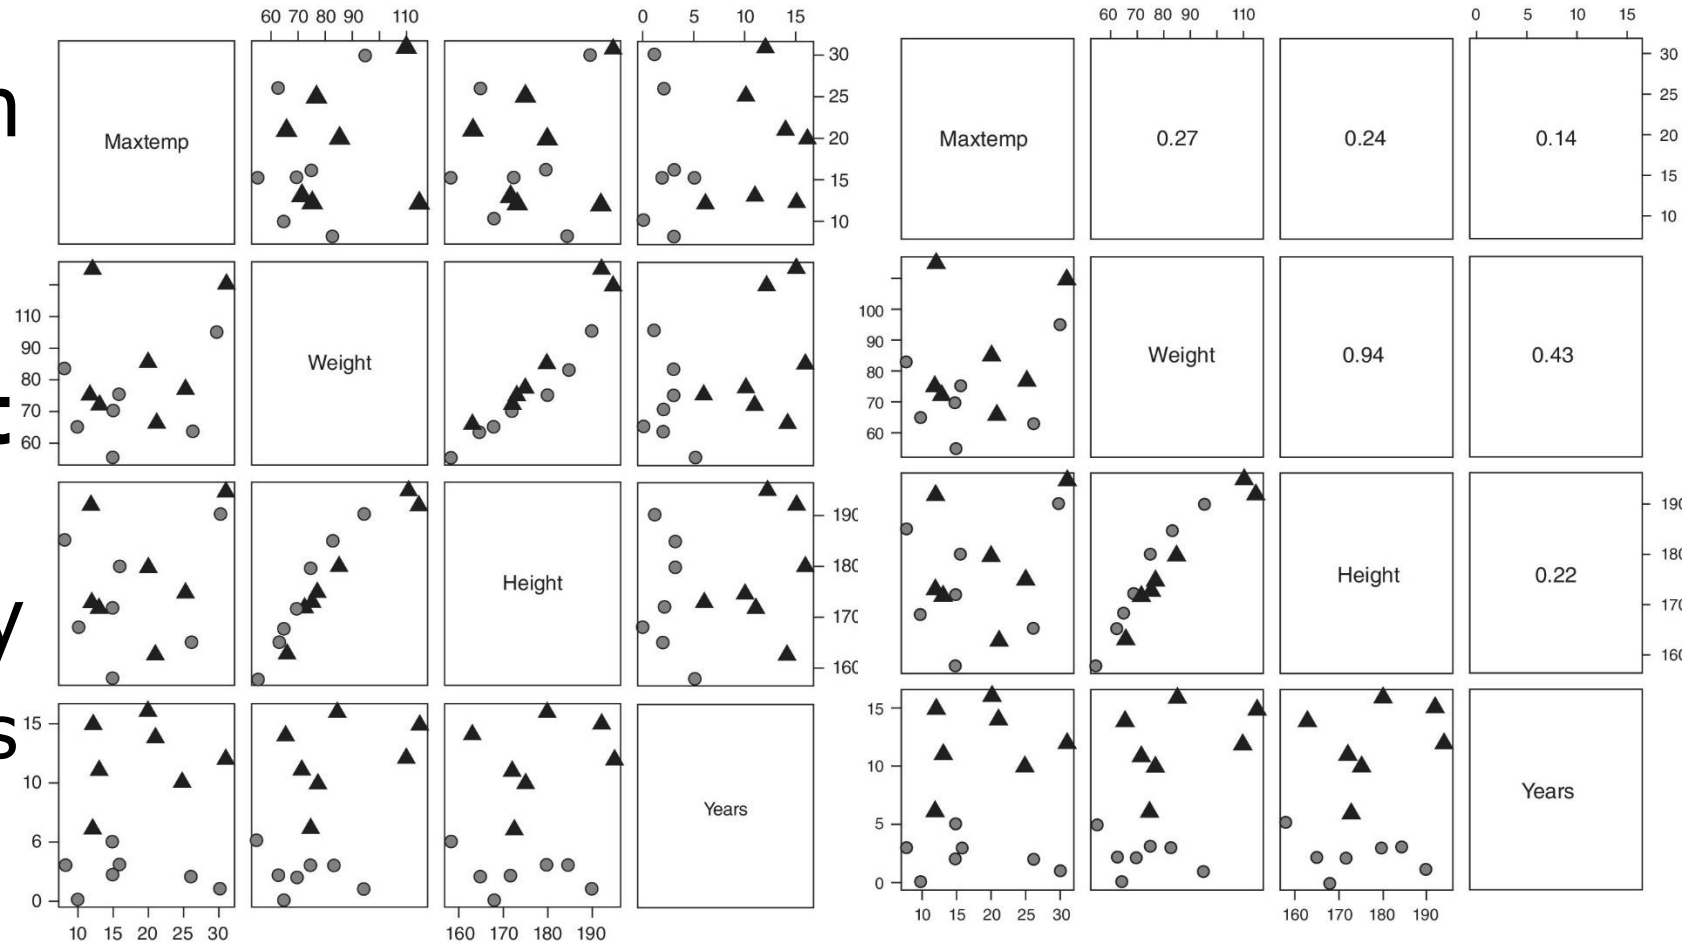 60 70 80 90 110 0 5 10 15 60 70 80 90 110 0 5 10 15
n
Maxtemp 30 25 20 15 10 Maxtemp 0.27 0.24 0.14 30 25 20 15 10
t
110 90 80 70 60 Weight 100 90 80 70 60 Weight 0.94 0.43
y
Height 190 180 170 160 Height 0.22 190 180 170 160
s
15 10 6 0 Years 15 10 5 0 Years
10 15 20 25 30 160 170 180 190 10 15 20 25 30 160 170 180 190